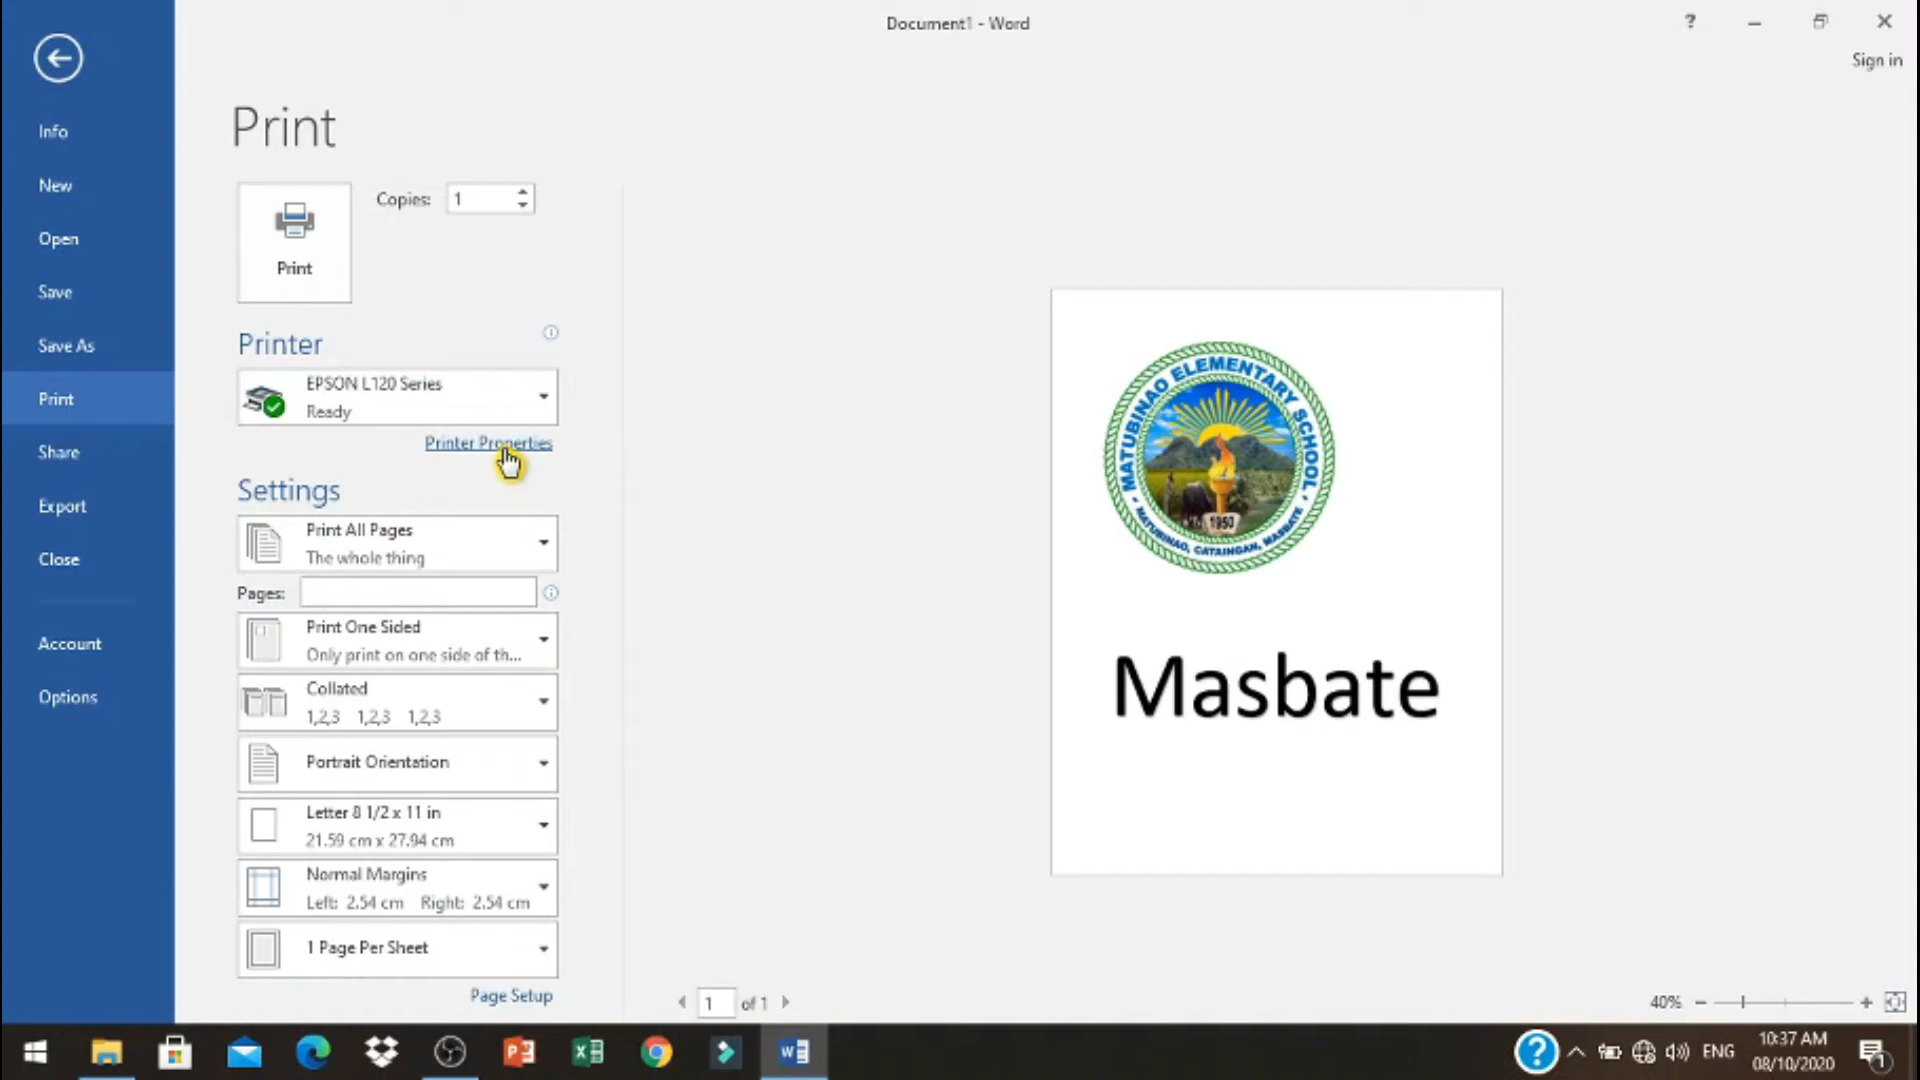 Document1 - Word
?
Sign in
Info
New
Open
Save
Save As
Print
Share
Export
Close
Account
Options
Print
Print
Copies: 1
Printer
EPSON L120 Series
Ready
Printer Properties
Settings
Print All Pages
The whole thing
Pages:
Print One Sided
Only print on one side of th...
Collated
1,2,3 1,2,3 1,2,3
Portrait Orientation
Letter 8 1/2 x 11 in
21.59 cm x 27.94 cm
Normal Margins
Left: 2.54 cm Right: 2.54 cm
1 Page Per Sheet
Page Setup
MATUBINAO ELEMENTARY SCHOOL
1950
MATUBINAO, CATAINGAN, MASBATE
Masbate
1 of 1
40%
ENG
10:37 AM
08/10/2020
1